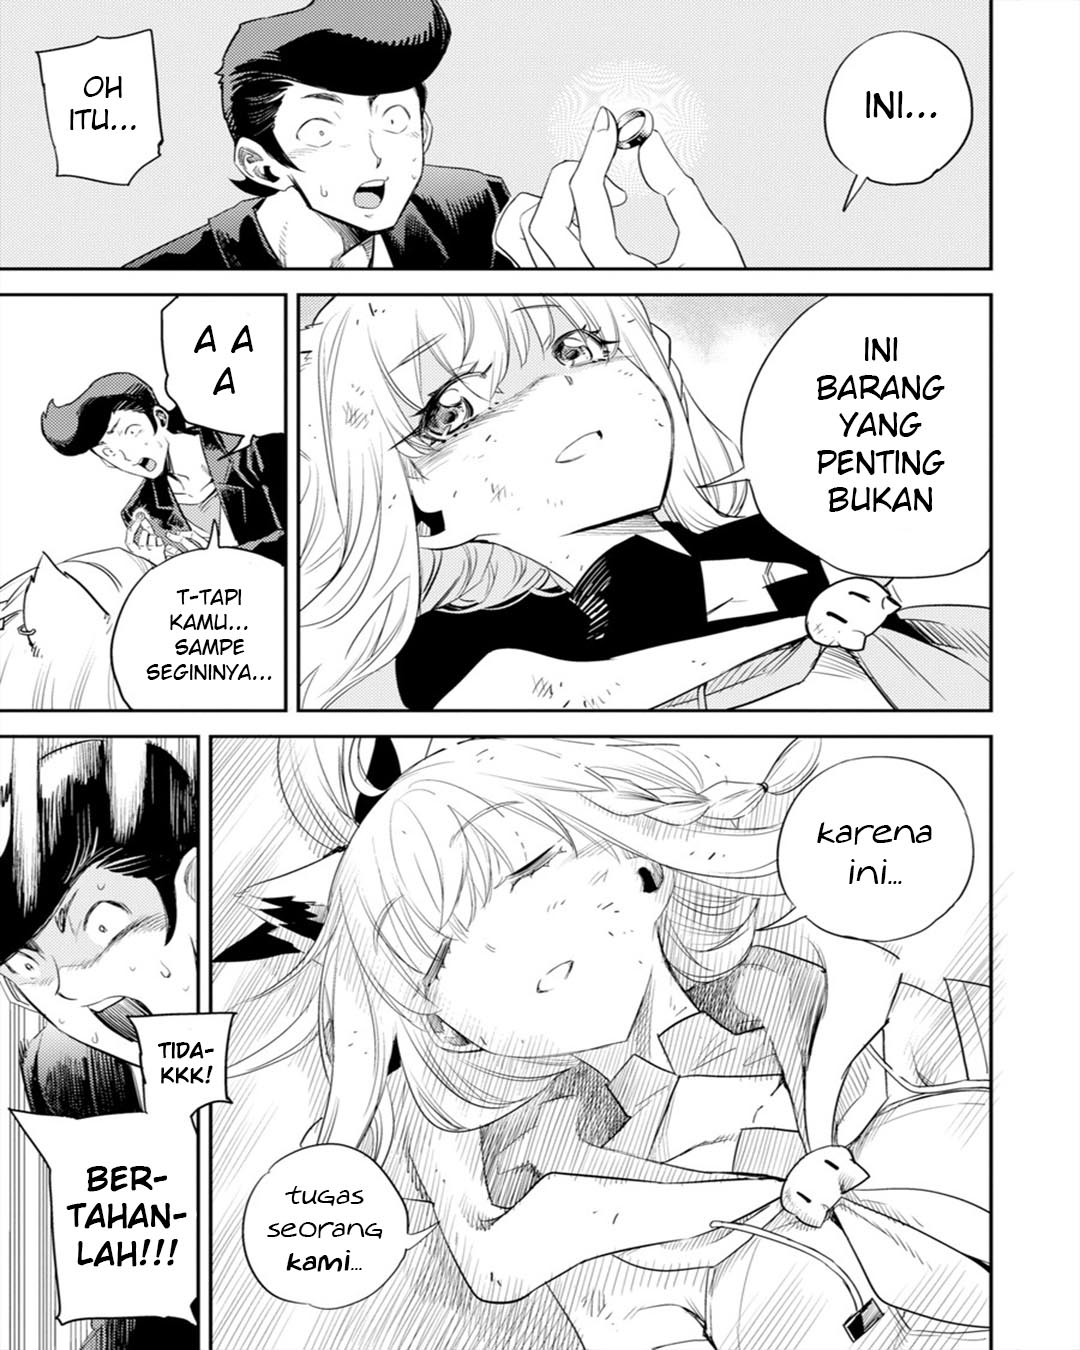 INI...
OH
ITU...
INI
BARANG
YANG
PENTING
BUKAN
A A
A
T-TAPI
KAMU...
SAMPE
SEGININYA...
karena
ini...
tugas
seorang
kami...
TIDA-
KKK!
BER-
TAHAN-
LAH!!!